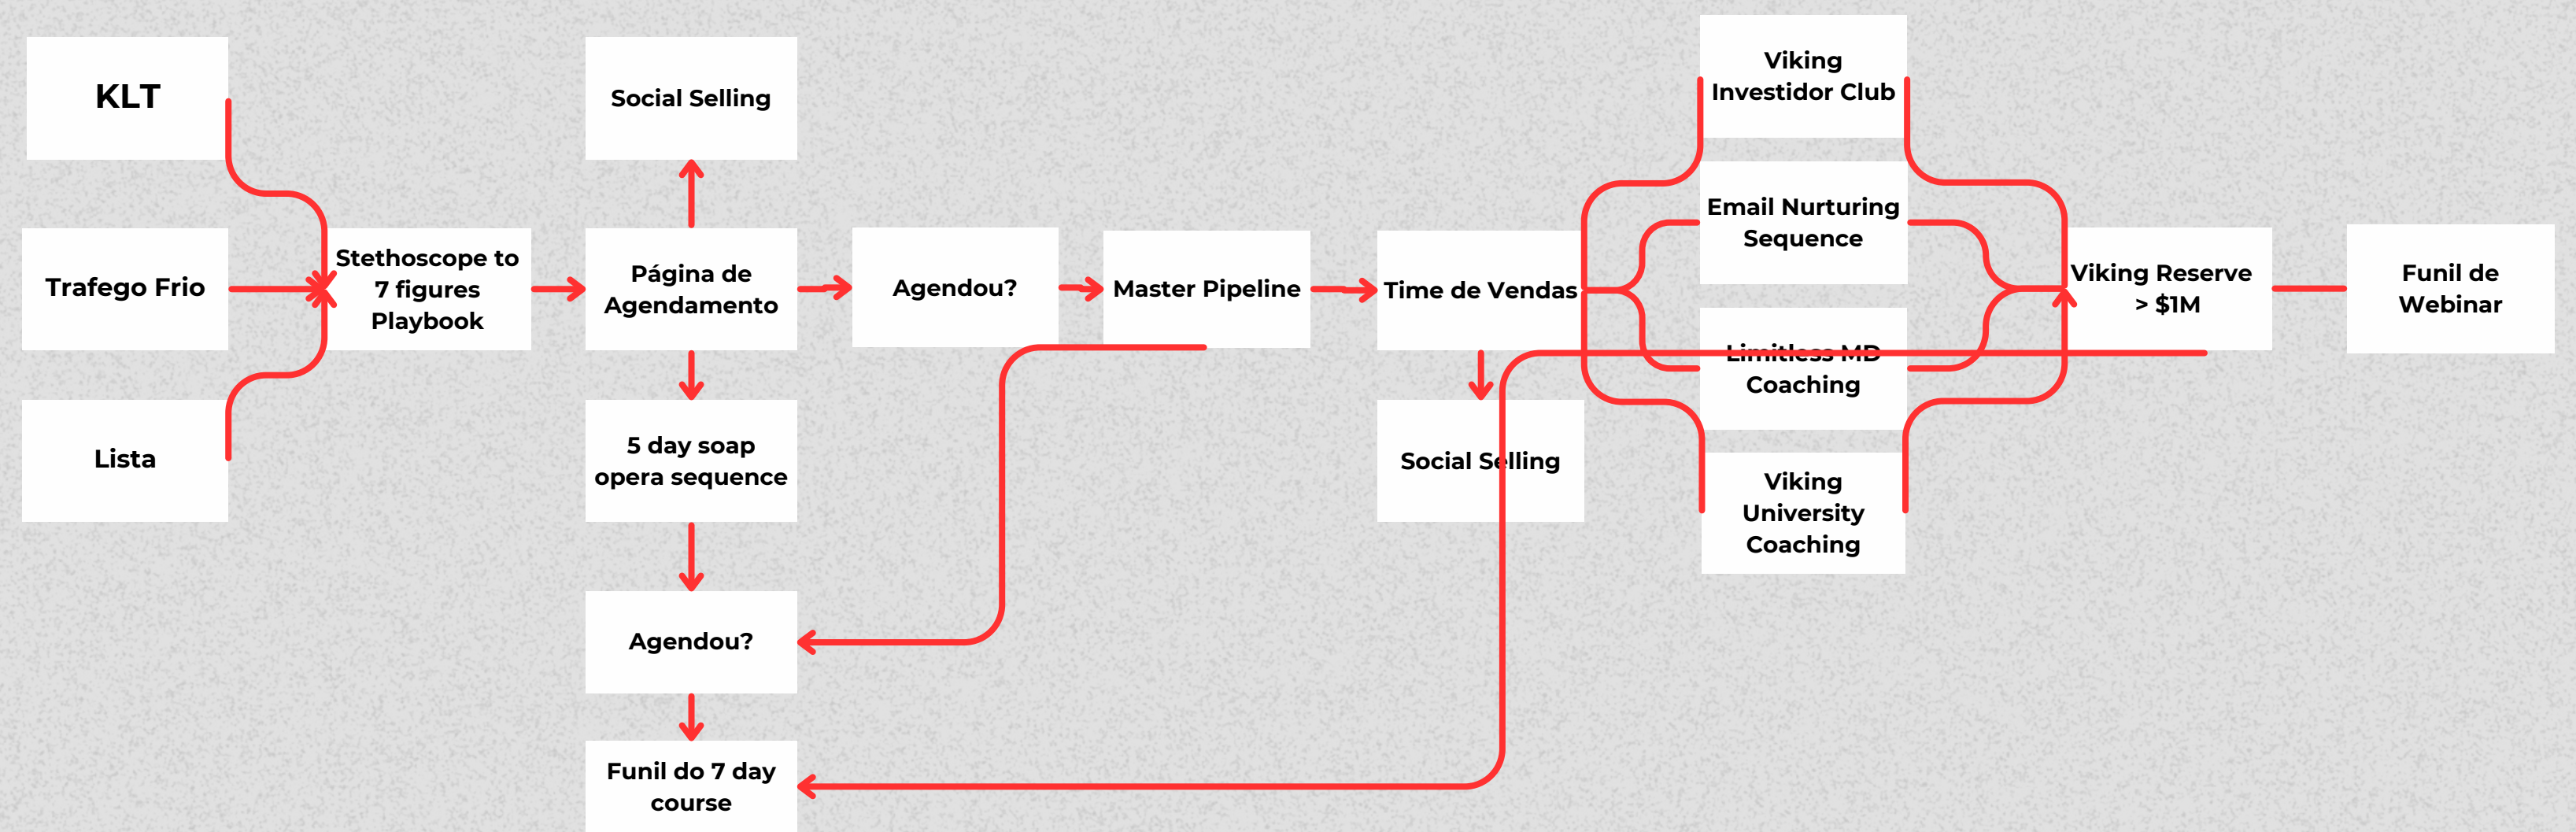 KLT
Trafego Frio
Lista
Stethoscope to
7 figures
Playbook
Social Selling
Página de
Agendamento
5 day soap
opera sequence
Agendou?
Funil do 7 day
course
Agendou?
Master Pipeline
Time de Vendas
Social Selling
Viking
Investidor Club
Email Nurturing
Sequence
Limitless MD
Coaching
Viking
University
Coaching
Viking Reserve
> $1M
Funil de
Webinar